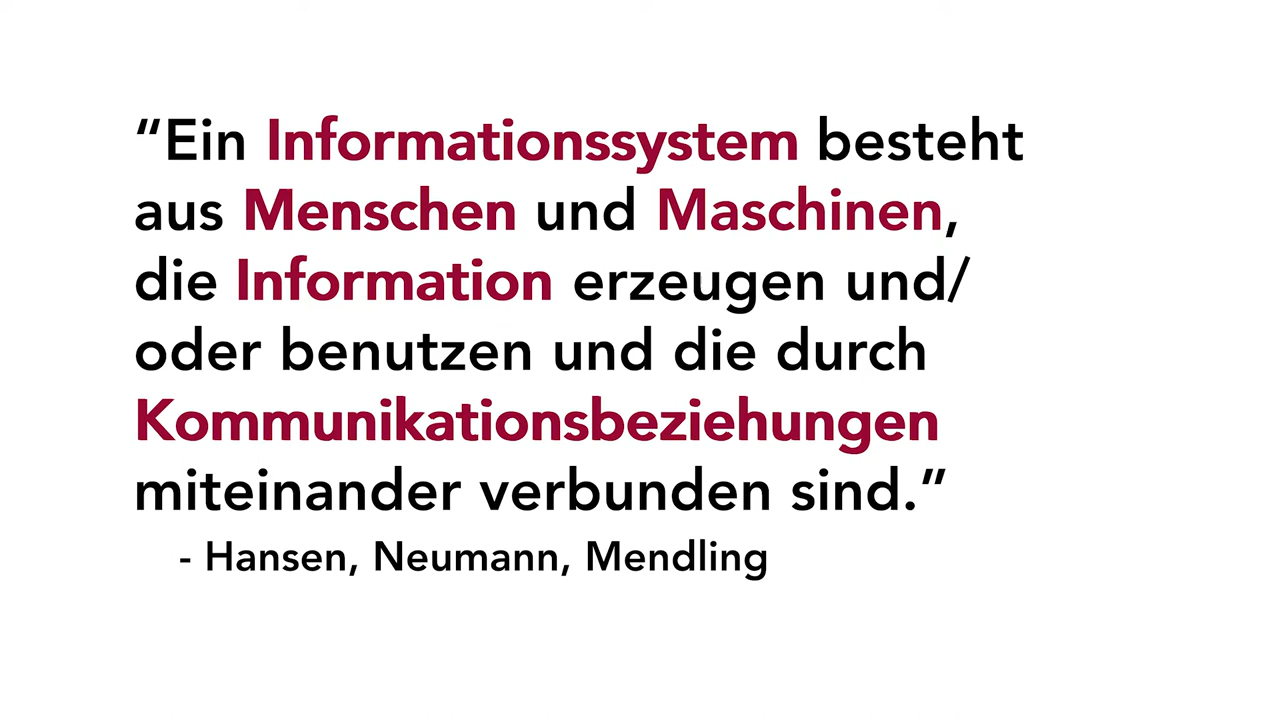 “Ein Informationssystem besteht
aus Menschen und Maschinen,
die Information erzeugen und/
oder benutzen und die durch
Kommunikationsbeziehungen
miteinander verbunden sind.”
- Hansen, Neumann, Mendling